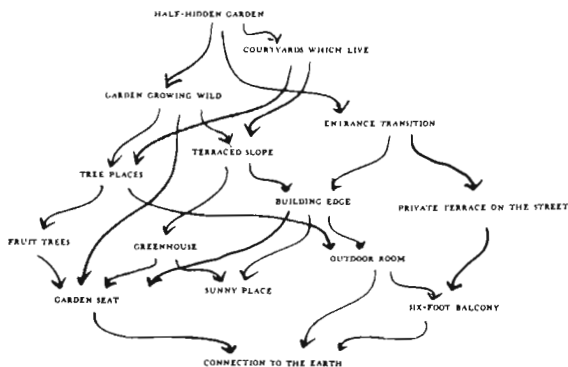 HALF-HIDDEN GARDEN
COURTYARDS WHICH LIVE
GARDEN GROWING WILD
ENTRANCE TRANSITION
TERRACED SLOPE
TREE PLACES
BUILDING EDGE
PRIVATE TERRACE ON THE STREET
FRUIT TREES
GREENHOUSE
OUTDOOR ROOM
GARDEN SEAT
SUNNY PLACE
SIX-FOOT BALCONY
CONNECTION TO THE EARTH